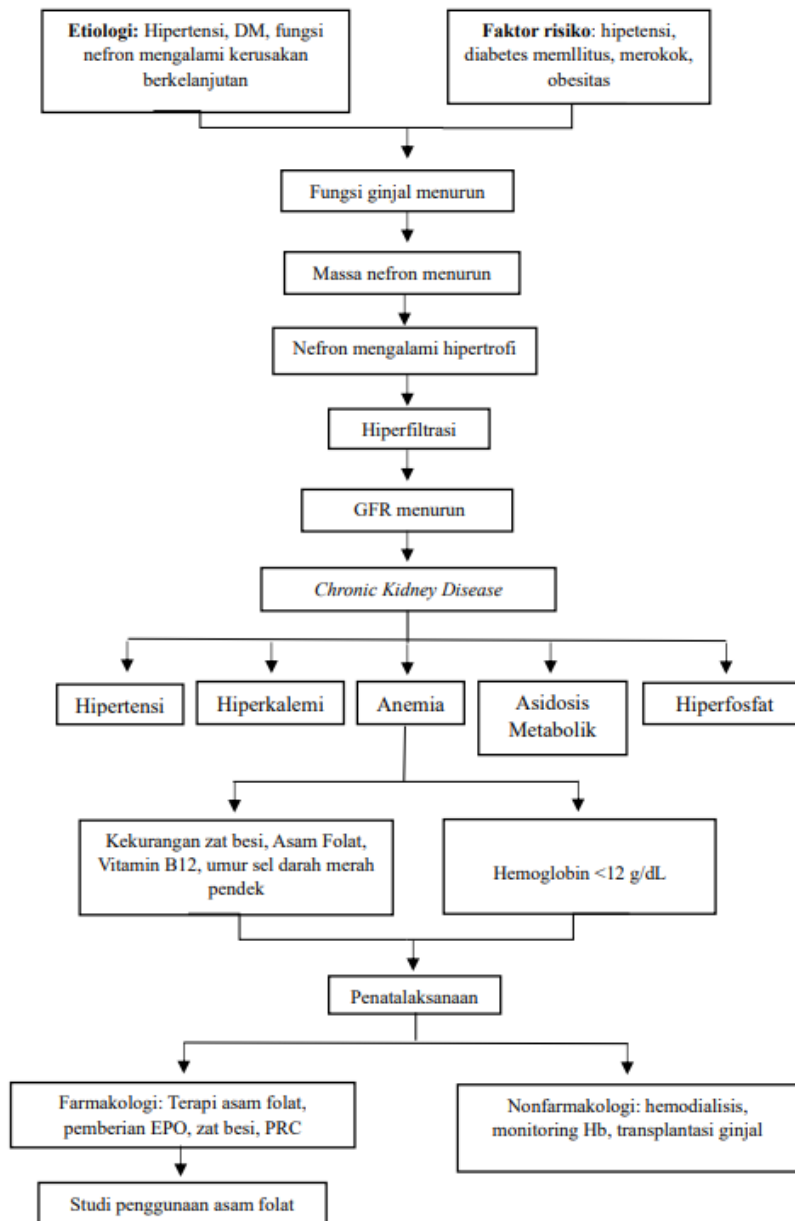 Etiologi: Hipertensi, DM, fungsi
nefron mengalami kerusakan
berkelanjutan
Faktor risiko: hipetensi,
diabetes memllitus, merokok,
obesitas
Fungsi ginjal menurun
Massa nefron menurun
Nefron mengalami hipertrofi
Hiperfiltrasi
GFR menurun
Chronic Kidney Disease
Hipertensi
Hiperkalemi
Anemia
Asidosis
Metabolik
Hiperfosfat
Kekurangan zat besi, Asam Folat,
Vitamin B12, umur sel darah merah
pendek
Hemoglobin <12 g/dL
Penatalaksanaan
Farmakologi: Terapi asam folat,
pemberian EPO, zat besi, PRC
Nonfarmakologi: hemodialisis,
monitoring Hb, transplantasi ginjal
Studi penggunaan asam folat